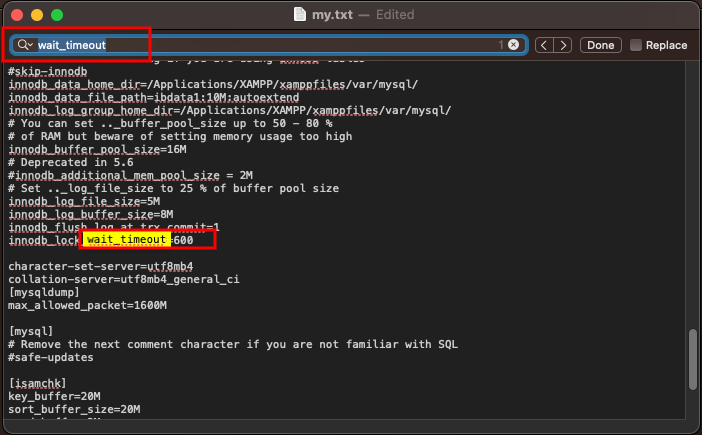 my.txt — Edited
wait_timeout
1
Done
Replace
if you are using
#skip-innodb
innodb_data_home_dir=/Applications/XAMPP/xamppfiles/var/mysql/
innodb_data_file_path=ibdata1:10M:autoextend
innodb_log_group_home_dir=/Applications/XAMPP/xamppfiles/var/mysql/
# You can set .._buffer_pool_size up to 50 - 80 %
# of RAM but beware of setting memory usage too high
innodb_buffer_pool_size=16M
# Deprecated in 5.6
#innodb_additional_mem_pool_size = 2M
# Set .._log_file_size to 25 % of buffer pool size
innodb_log_file_size=5M
innodb_log_buffer_size=8M
innodb_flush_log_at_trx_commit=1
innodb_lock wait_timeout=600
character-set-server=utf8mb4
collation-server=utf8mb4_general_ci
[mysqldump]
max_allowed_packet=1600M
[mysql]
# Remove the next comment character if you are not familiar with SQL
#safe-updates
[isamchk]
key_buffer=20M
sort_buffer_size=20M